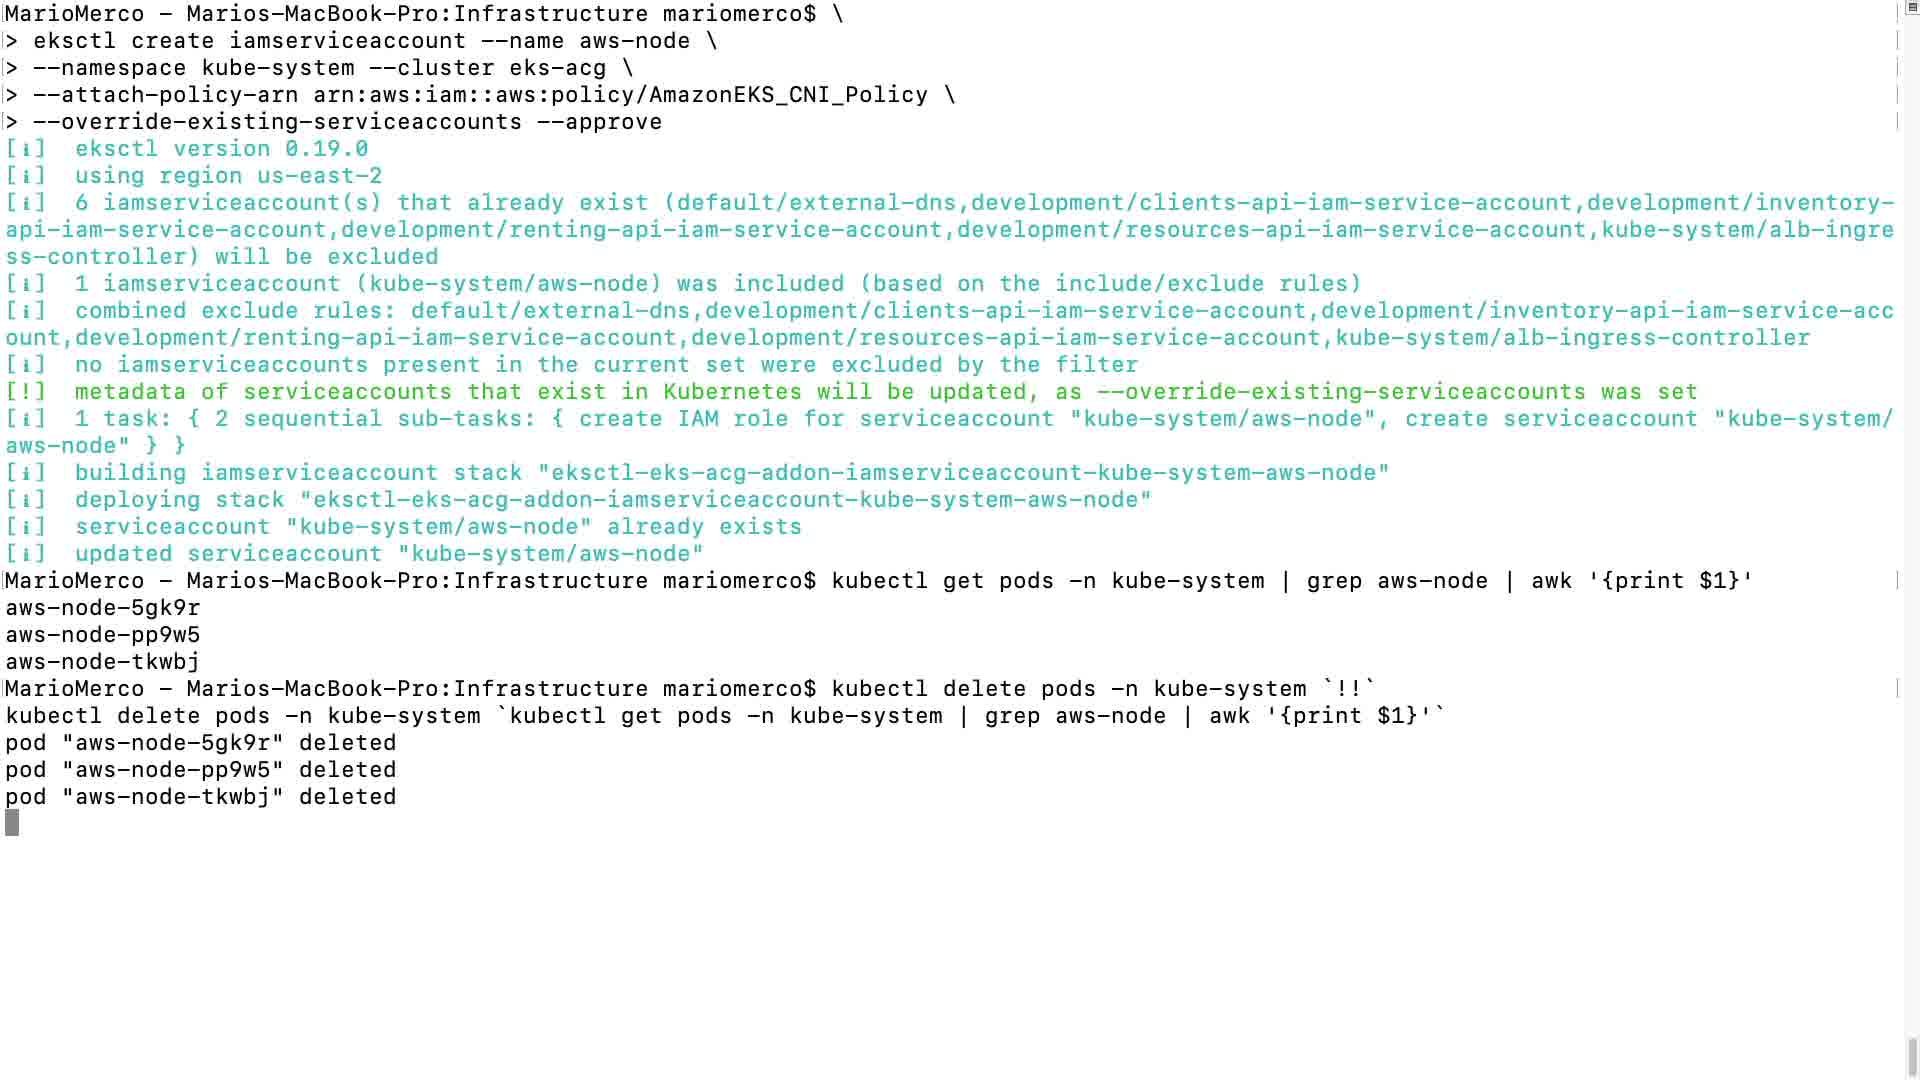 MarioMerco - Marios-MacBook-Pro:Infrastructure mariomerco$ \
> eksctl create iamserviceaccount --name aws-node \
> --namespace kube-system --cluster eks-acg \
> --attach-policy-arn arn:aws:iam::aws:policy/AmazonEKS_CNI_Policy \
> --override-existing-serviceaccounts --approve
[ℹ]  eksctl version 0.19.0
[ℹ]  using region us-east-2
[ℹ]  6 iamserviceaccount(s) that already exist (default/external-dns,development/clients-api-iam-service-account,development/inventory-
api-iam-service-account,development/renting-api-iam-service-account,development/resources-api-iam-service-account,kube-system/alb-ingre
ss-controller) will be excluded
[ℹ]  1 iamserviceaccount (kube-system/aws-node) was included (based on the include/exclude rules)
[ℹ]  combined exclude rules: default/external-dns,development/clients-api-iam-service-account,development/inventory-api-iam-service-acc
ount,development/renting-api-iam-service-account,development/resources-api-iam-service-account,kube-system/alb-ingress-controller
[ℹ]  no iamserviceaccounts present in the current set were excluded by the filter
[!]  metadata of serviceaccounts that exist in Kubernetes will be updated, as --override-existing-serviceaccounts was set
[ℹ]  1 task: { 2 sequential sub-tasks: { create IAM role for serviceaccount "kube-system/aws-node", create serviceaccount "kube-system/
aws-node" } }
[ℹ]  building iamserviceaccount stack "eksctl-eks-acg-addon-iamserviceaccount-kube-system-aws-node"
[ℹ]  deploying stack "eksctl-eks-acg-addon-iamserviceaccount-kube-system-aws-node"
[ℹ]  serviceaccount "kube-system/aws-node" already exists
[ℹ]  updated serviceaccount "kube-system/aws-node"
MarioMerco - Marios-MacBook-Pro:Infrastructure mariomerco$ kubectl get pods -n kube-system | grep aws-node | awk '{print $1}'
aws-node-5gk9r
aws-node-pp9w5
aws-node-tkwbj
MarioMerco - Marios-MacBook-Pro:Infrastructure mariomerco$ kubectl delete pods -n kube-system `!!`
kubectl delete pods -n kube-system `kubectl get pods -n kube-system | grep aws-node | awk '{print $1}'`
pod "aws-node-5gk9r" deleted
pod "aws-node-pp9w5" deleted
pod "aws-node-tkwbj" deleted